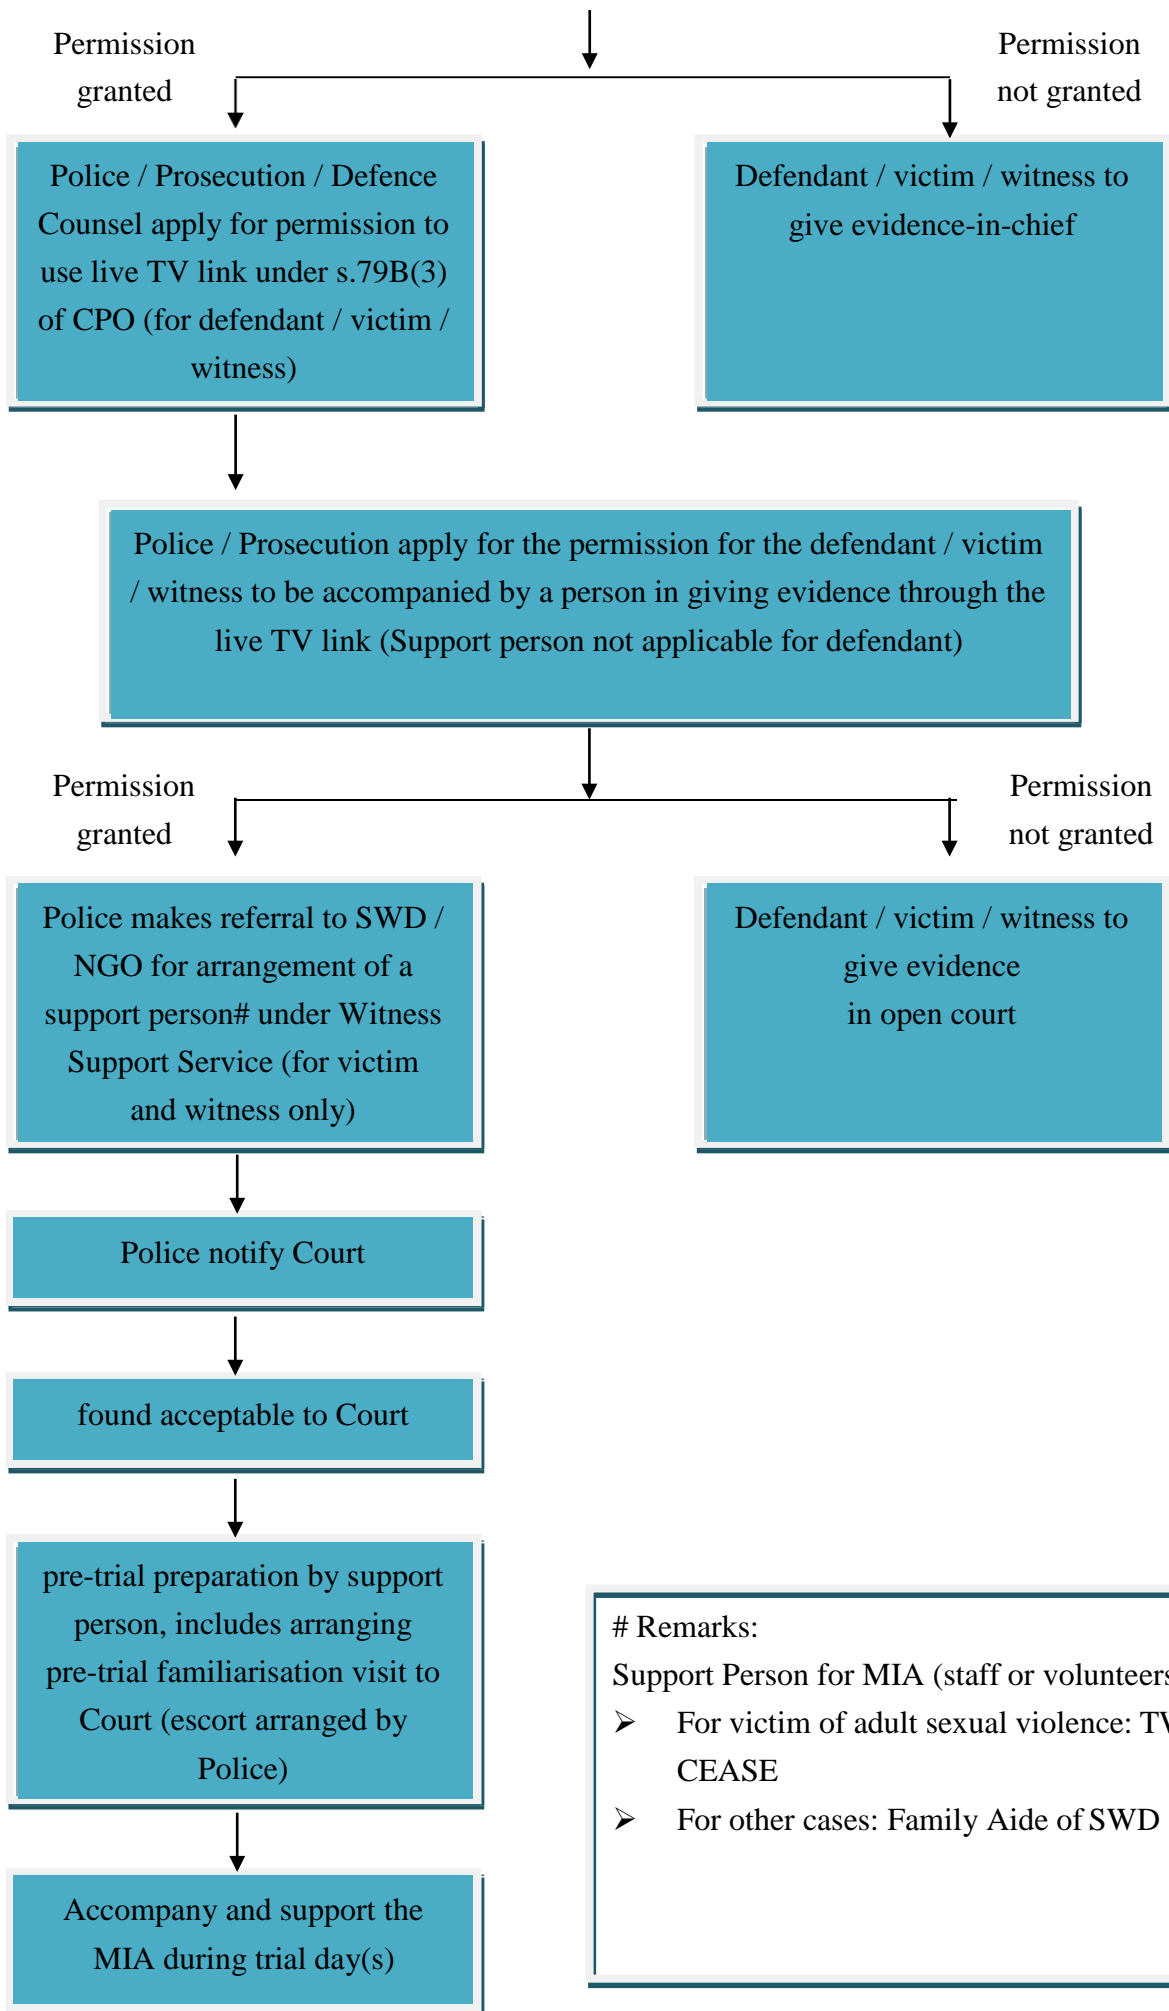 Permission
granted
Permission
not granted
Police / Prosecution / Defence
Counsel apply for permission to
use live TV link under s.79B(3)
of CPO (for defendant / victim /
witness)
Defendant / victim / witness to
give evidence-in-chief
Police / Prosecution apply for the permission for the defendant / victim
/ witness to be accompanied by a person in giving evidence through the
live TV link (Support person not applicable for defendant)
Permission
granted
Permission
not granted
Police makes referral to SWD /
NGO for arrangement of a
support person# under Witness
Support Service (for victim
and witness only)
Defendant / victim / witness to
give evidence
in open court
Police notify Court
found acceptable to Court
pre-trial preparation by support
person, includes arranging
pre-trial familiarisation visit to
Court (escort arranged by
Police)
Accompany and support the
MIA during trial day(s)
# Remarks:
Support Person for MIA (staff or volunteers
➢ For victim of adult sexual violence:
CEASE
➢ For other cases: Family Aide of SWD